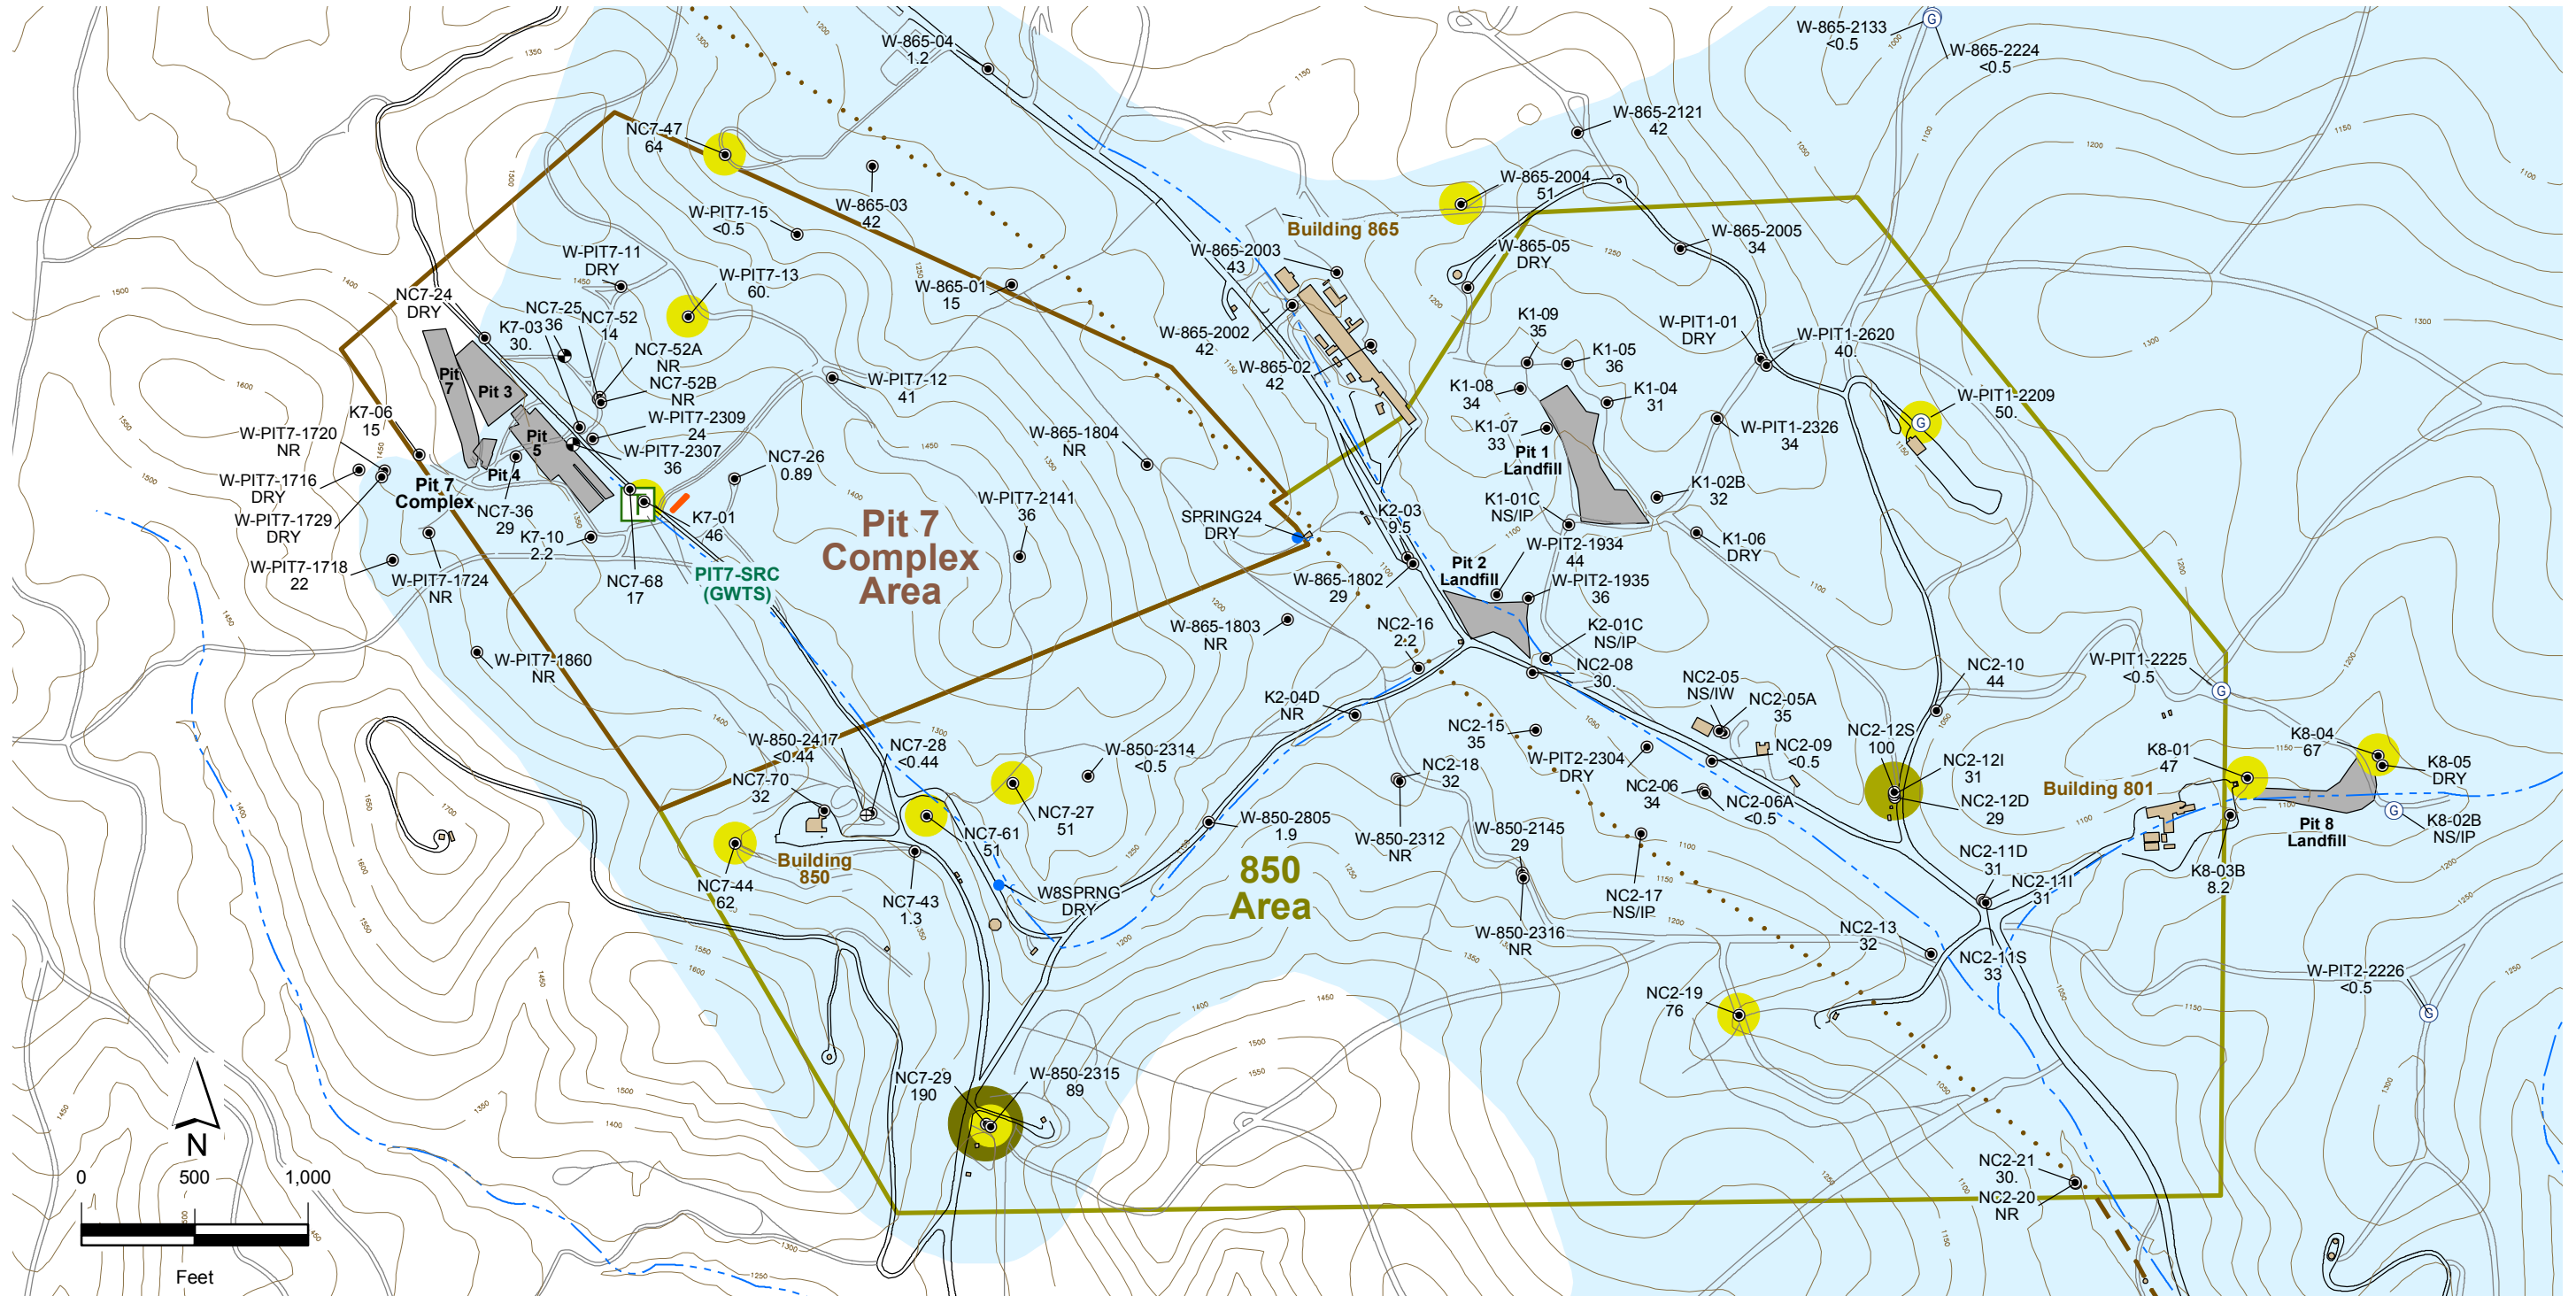 W-865-04
1.2
W-865-2133
<0.5
W-865-2224
<0.5
W-865-2121
42
NC7-47
64
W-865-03
42
W-PIT7-15
<0.5
W-865-2004
51
Building 865
W-865-2003
43
W-865-05
DRY
W-865-2005
34
W-PIT7-11
DRY
W-PIT7-13
60.
W-865-01
15
NC7-24
DRY
NC7-25
36
K7-03
30.
NC7-52
14
NC7-52A
NR
NC7-52B
NR
W-865-2002
42
W-865-02
42
K1-09
35
K1-05
36
K1-08
34
K1-04
31
K1-07
33
W-PIT1-01
DRY
W-PIT1-2620
40.
W-PIT1-2209
50.
W-PIT1-2326
34
Pit
7
Pit 3
Pit
5
Pit 4
Pit 7
Complex
K7-06
15
W-PIT7-1720
NR
W-PIT7-1716
DRY
W-PIT7-1729
DRY
W-PIT7-1718
22
W-PIT7-1724
NR
W-PIT7-12
41
W-PIT7-2309
24
W-PIT7-2307
36
NC7-26
0.89
NC7-36
29
K7-10
2.2
K7-01
46
NC7-68
17
PIT7-SRC
(GWTS)
Pit 7
Complex
Area
W-865-1804
NR
W-PIT7-2141
36
SPRING24
DRY
K2-03
9.5
Pit 1
Landfill
K1-01C
NS/IP
K1-02B
32
K1-06
DRY
W-PIT2-1934
44
Pit 2
Landfill
W-PIT2-1935
36
W-865-1802
29
W-865-1803
NR
NC2-16
2.2
K2-01C
NS/IP
NC2-08
30.
W-PIT7-1860
NR
K2-04D
NR
NC2-05
NS/IW
NC2-05A
35
NC2-15
35
W-PIT2-2304
DRY
NC2-09
<0.5
NC2-10
44
W-PIT1-2225
<0.5
NC2-12S
100
NC2-12I
31
NC2-12D
29
K8-04
67
K8-01
47
K8-05
DRY
Building 801
Pit 8
Landfill
K8-02B
NS/IP
K8-03B
8.2
W-850-2417
<0.44
NC7-28
<0.44
W-850-2314
<0.5
NC7-70
32
NC7-27
51
NC7-61
51
Building
850
NC7-44
62
NC7-43
1.3
W8SPRNG
DRY
W-850-2805
1.9
NC2-18
32
W-850-2312
NR
850
Area
W-850-2145
29
W-850-2316
NR
NC2-06
34
NC2-06A
<0.5
NC2-17
NS/IP
NC2-11D
31
NC2-11I
31
NC2-11S
33
NC2-13
32
NC2-19
76
W-PIT2-2226
<0.5
NC7-29
190
W-850-2315
89
NC2-21
30.
NC2-20
NR
N
0 500 1,000
Feet